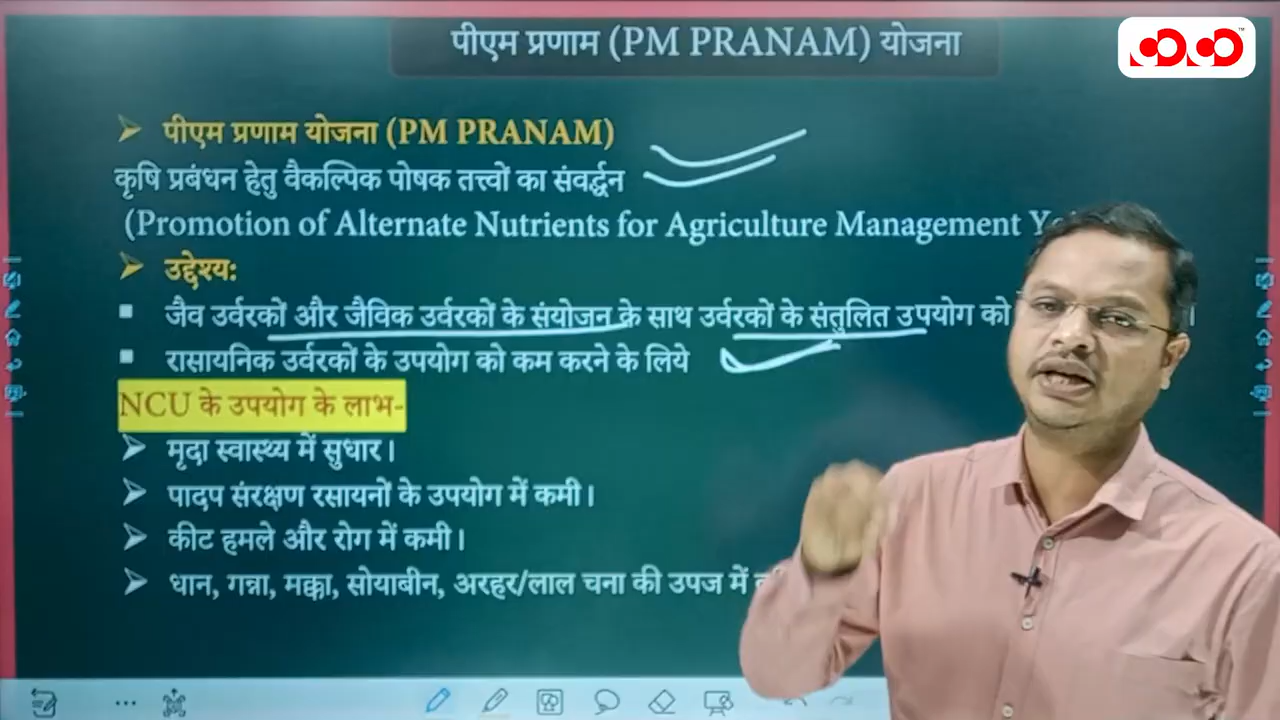 पीएम प्रणाम (PM PRANAM) योजना
पीएम प्रणाम योजना (PM PRANAM)
कृषि प्रबंधन हेतु वैकल्पिक पोषक तत्त्वों का संवर्द्धन
(Promotion of Alternate Nutrients for Agriculture Management
उद्देश्य:
जैव उर्वरकों और जैविक उर्वरकों के संयोजन के साथ उर्वरकों के संतुलित उपयोग को
रासायनिक उर्वरकों के उपयोग को कम करने के लिये
NCU के उपयोग के लाभ-
मृदा स्वास्थ्य में सुधार।
पादप संरक्षण रसायनों के उपयोग में कमी।
कीट हमले और रोग में कमी।
धान, गन्ना, मक्का, सोयाबीन, अरहर/लाल चना की उपज में